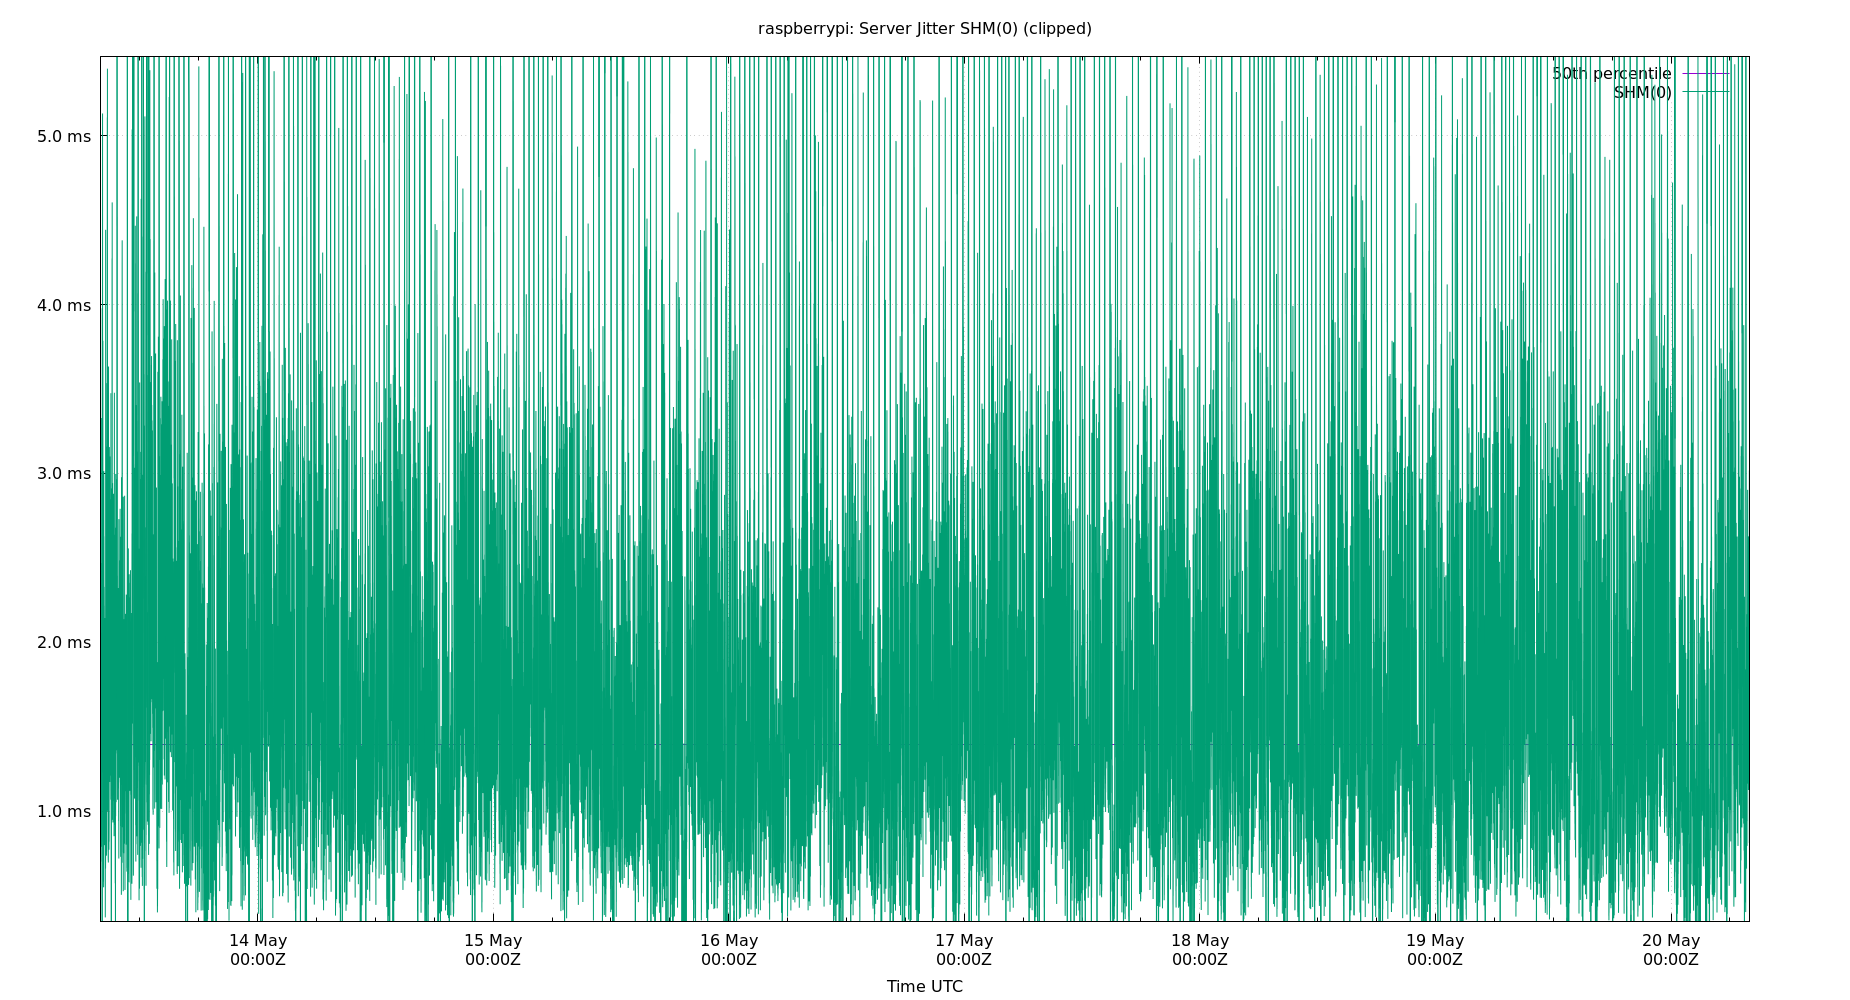 raspberrypi: Server Jitter SHM(0) (clipped)
50th percentile
SHM(0)
5.0 ms
4.0 ms
3.0 ms
2.0 ms
1.0 ms
14 May 15 May 16 May 17 May 18 May 19 May 20 May
00:00Z 00:00Z 00:00Z 00:00Z 00:00Z 00:00Z 00:00Z
Time UTC